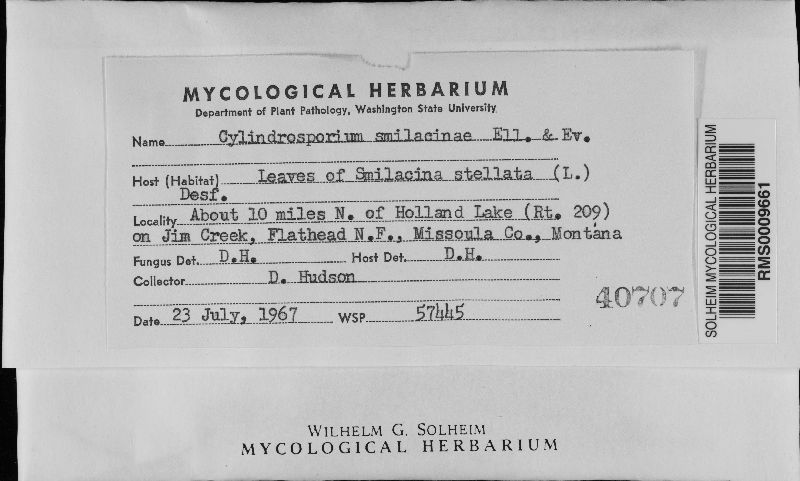 MYCOLOGICAL HERBARIUM
Department of Plant Pathology, Washington State University
Name Cylindrosporium smilacinae Ell. & Ev.
Host (Habitat) Leaves of Smilacina stellata (L.)
Desf.
Locality About 10 miles N. of Holland Lake (Rt. 209)
on Jim Creek, Flathead N.F., Missoula Co., Montana
Fungus Det. D.H. Host Det. D.H.
Collector D. Hudson
40707
Date 23 July, 1967 WSP 57445
SOLHEIM MYCOLOGICAL HERBARIUM
RMS0009661
WILHELM G. SOLHEIM
MYCOLOGICAL HERBARIUM